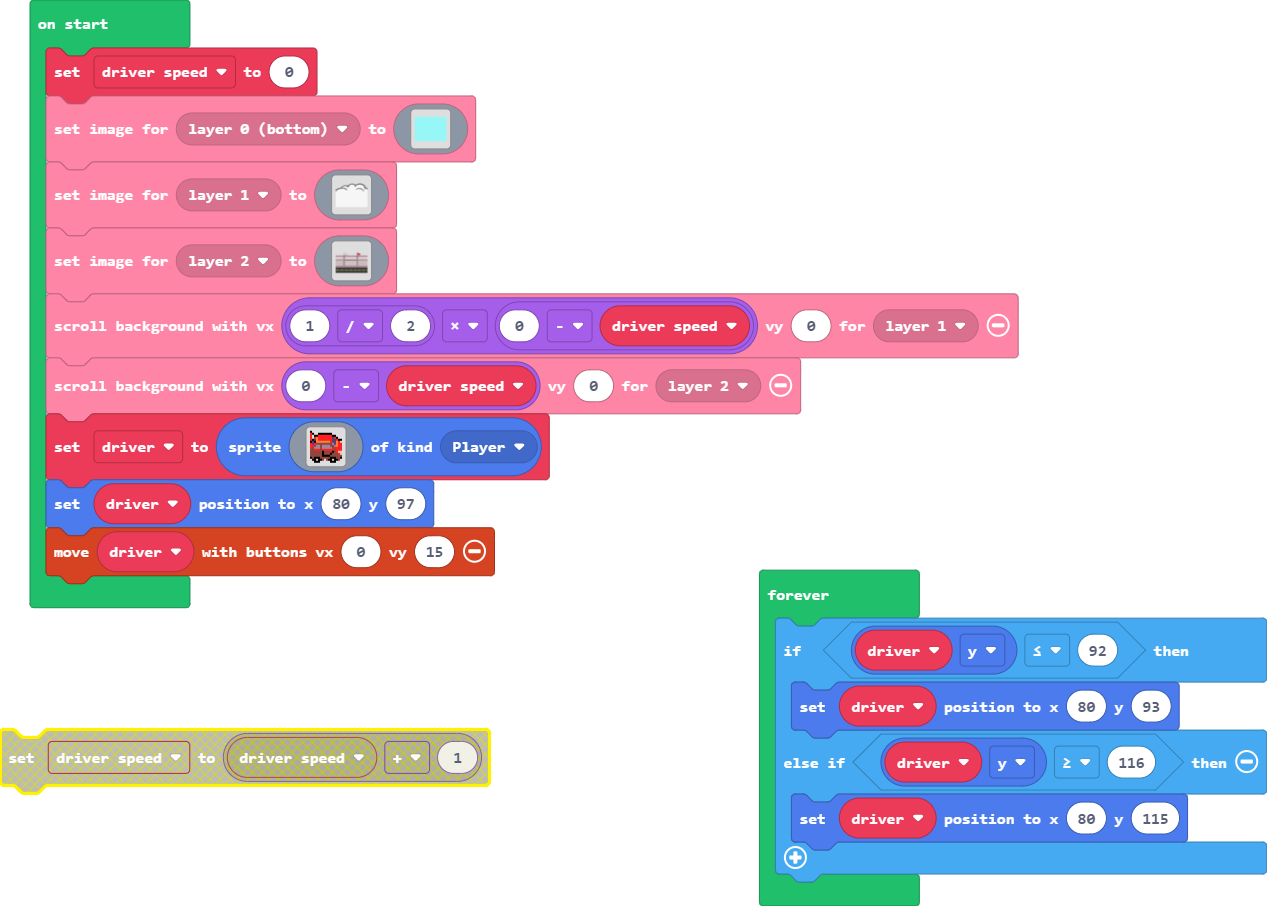 on start
set driver speed to 0
set image for layer 0 (bottom) to
set image for layer 1 to
set image for layer 2 to
scroll background with vx 1 / 2 × 0 - driver speed vy 0 for layer 1
scroll background with vx 0 - driver speed vy 0 for layer 2
set driver to sprite of kind Player
set driver position to x 80 y 97
move driver with buttons vx 0 vy 15
forever
if driver y ≤ 92 then
set driver position to x 80 y 93
else if driver y ≥ 116 then
set driver position to x 80 y 115
set driver speed to driver speed + 1